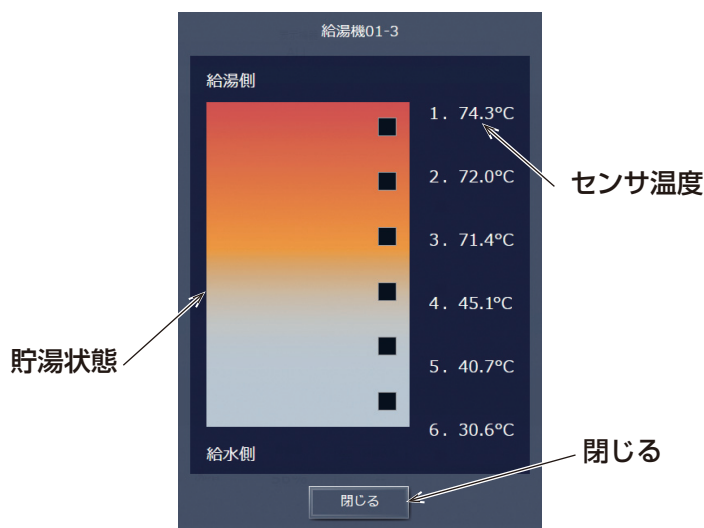 給湯機01-3
給湯側
1. 74.3°C
2. 72.0°C
3. 71.4°C
4. 45.1°C
5. 40.7°C
6. 30.6°C
給水側
閉じる
センサ温度
貯湯状態
閉じる